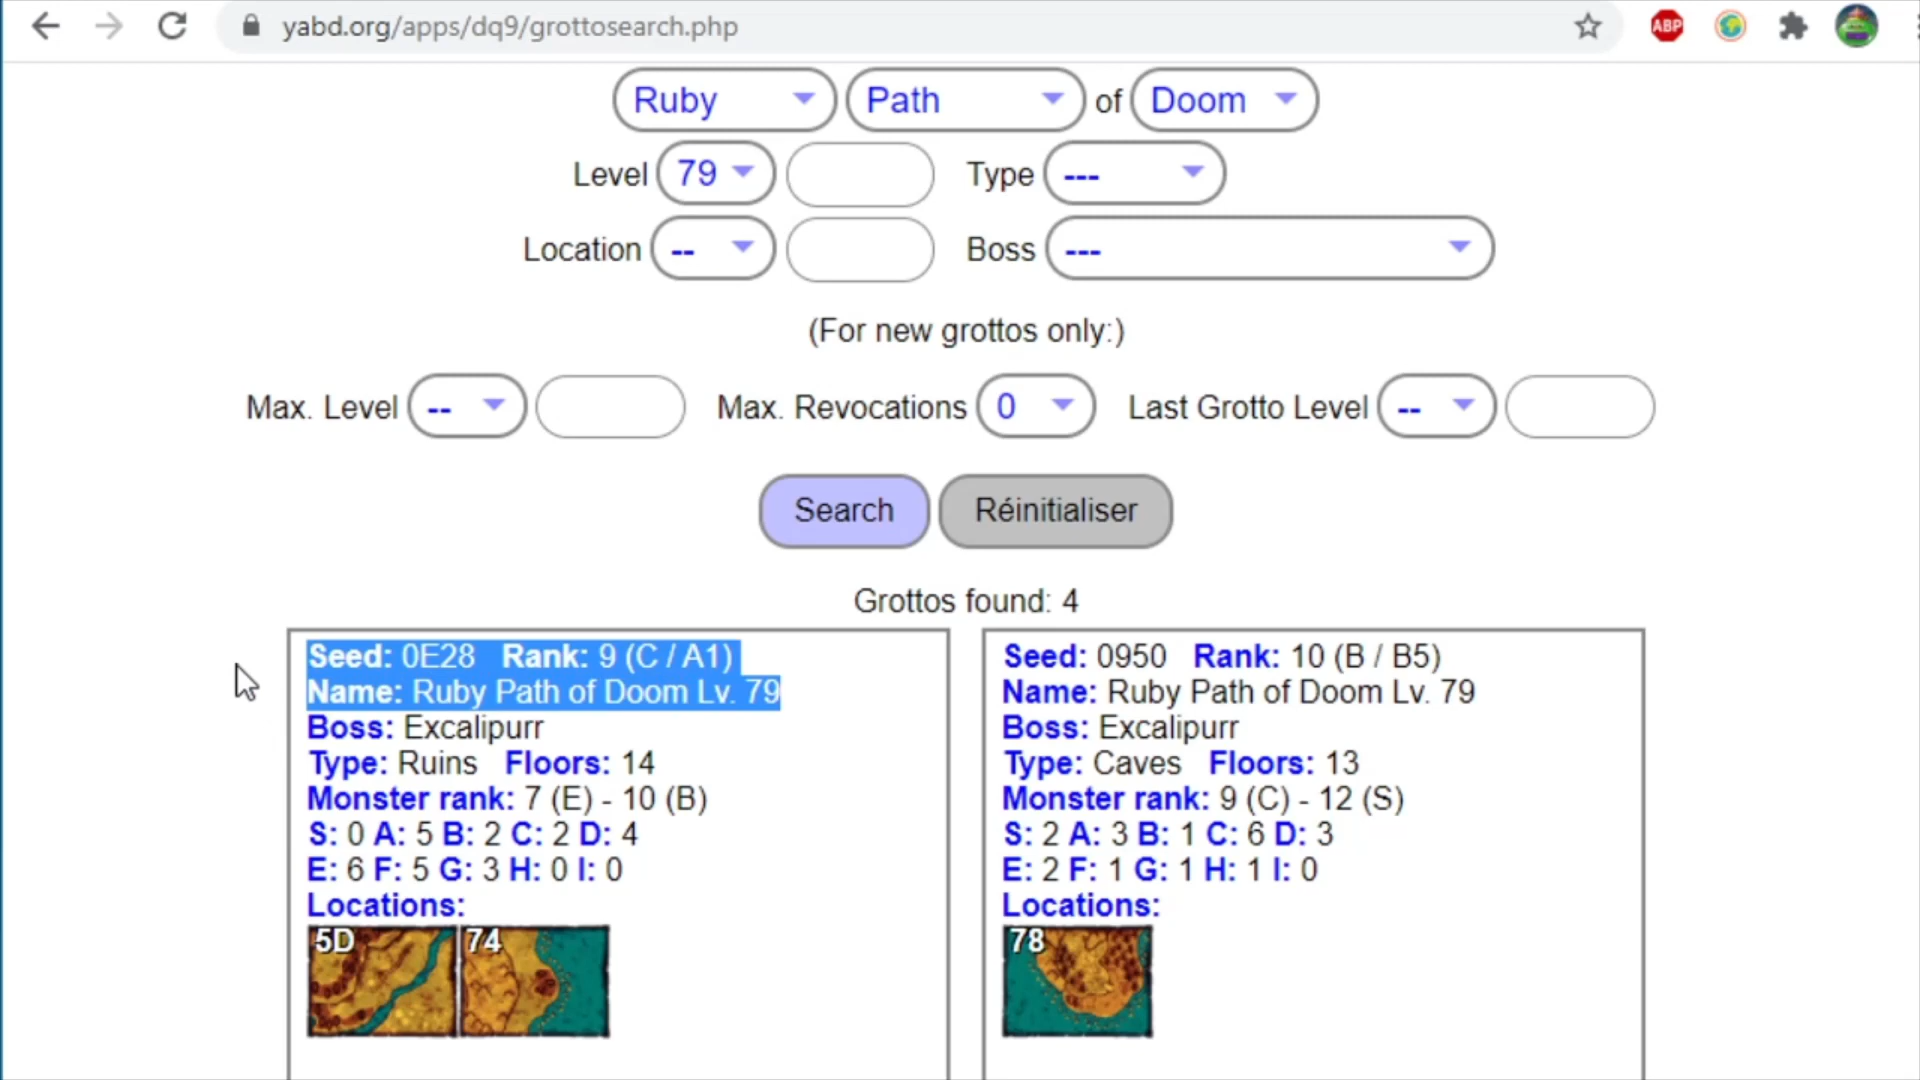 yabd.org/apps/dq9/grottosearch.php
ABP
Ruby Path of Doom
Level 79 Type ---
Location -- Boss ---
(For new grottos only:)
Max. Level -- Max. Revocations 0 Last Grotto Level --
Search Réinitialiser
Grottos found: 4
Seed: 0E28 Rank: 9 (C / A1)
Name: Ruby Path of Doom Lv. 79
Boss: Excalipurr
Type: Ruins Floors: 14
Monster rank: 7 (E) - 10 (B)
S: 0 A: 5 B: 2 C: 2 D: 4
E: 6 F: 5 G: 3 H: 0 I: 0
Locations:
5D 74
Seed: 0950 Rank: 10 (B / B5)
Name: Ruby Path of Doom Lv. 79
Boss: Excalipurr
Type: Caves Floors: 13
Monster rank: 9 (C) - 12 (S)
S: 2 A: 3 B: 1 C: 6 D: 3
E: 2 F: 1 G: 1 H: 1 I: 0
Locations:
78